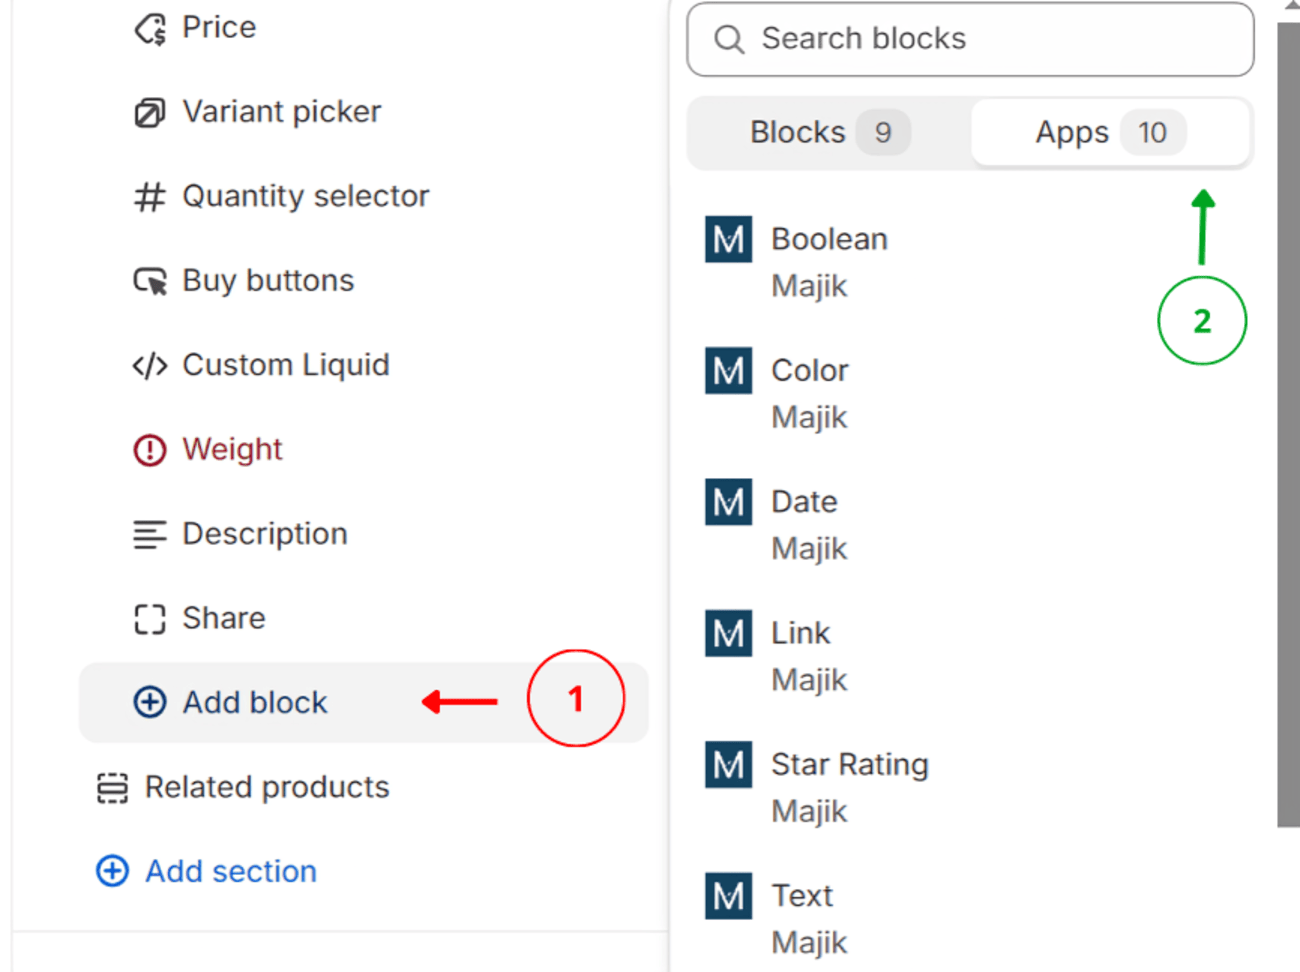 Price
Variant picker
Quantity selector
Buy buttons
Custom Liquid
Weight
Description
Share
Add block
1
Related products
Add section
Search blocks
Blocks 9 Apps 10
2
M Boolean
Majik
M Color
Majik
M Date
Majik
M Link
Majik
M Star Rating
Majik
M Text
Majik